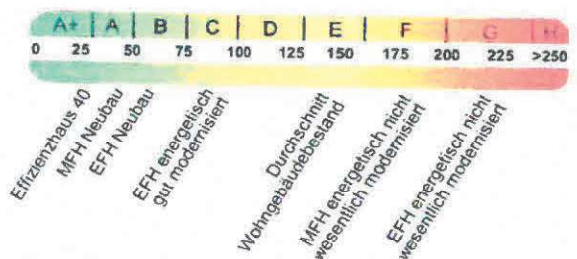 A+ | A | B | C | D | E | F | G | H
0 25 50 75 100 125 150 175 200 225 >250
Effizienzhaus 40
MFH Neubau
EFH Neubau
EFH energetisch
gut modernisiert
Durchschnitt
Wohngebäudebestand
MFH energetisch nicht
wesentlich modernisiert
EFH energetisch nicht
wesentlich modernisiert